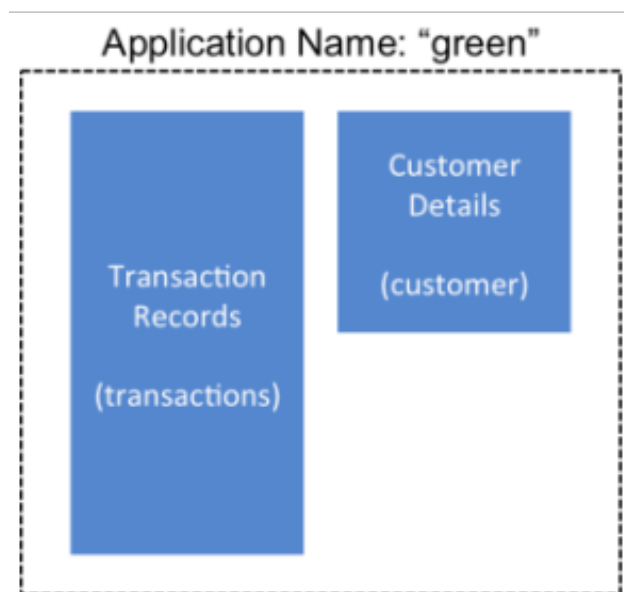 Application Name: “green”
Transaction
Records
(transactions)
Customer
Details
(customer)